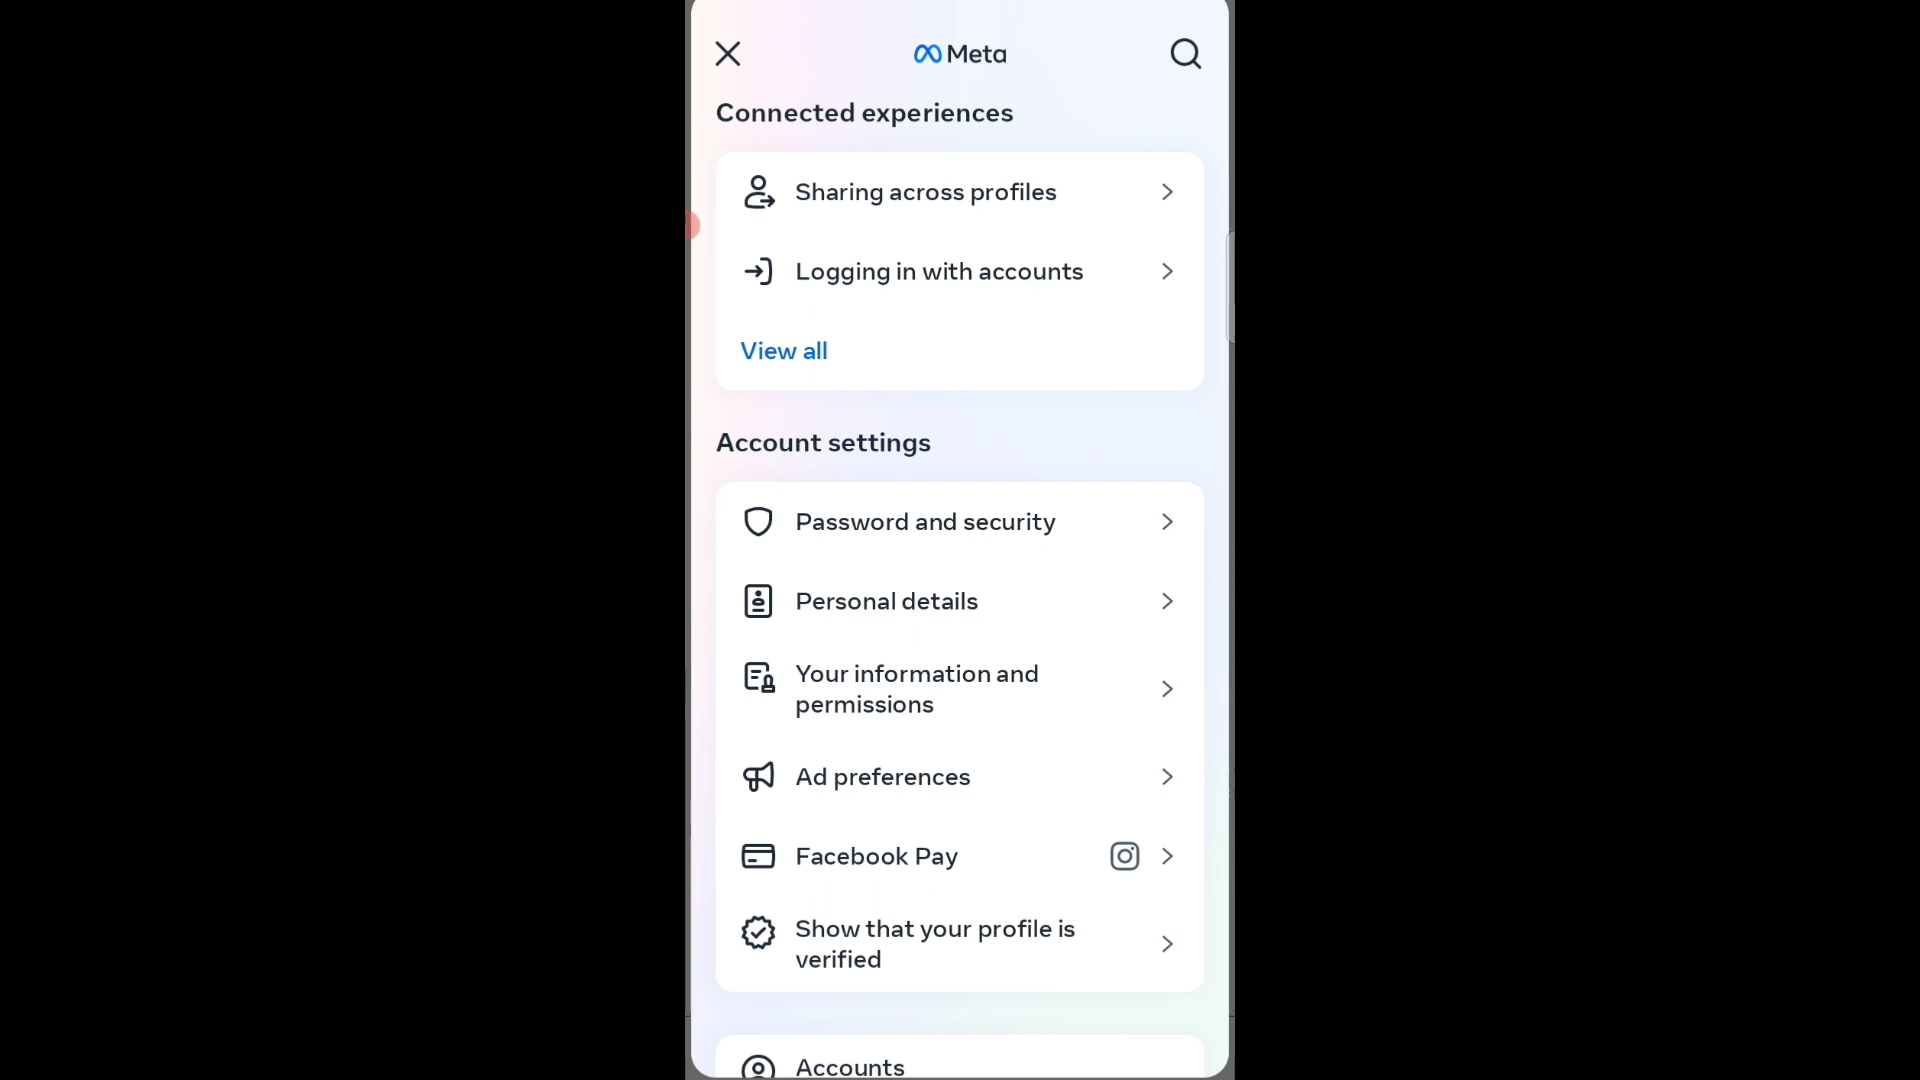 Meta
Connected experiences
Sharing across profiles
Logging in with accounts
View all
Account settings
Password and security
Personal details
Your information and
permissions
Ad preferences
Facebook Pay
Show that your profile is
verified
Accounts